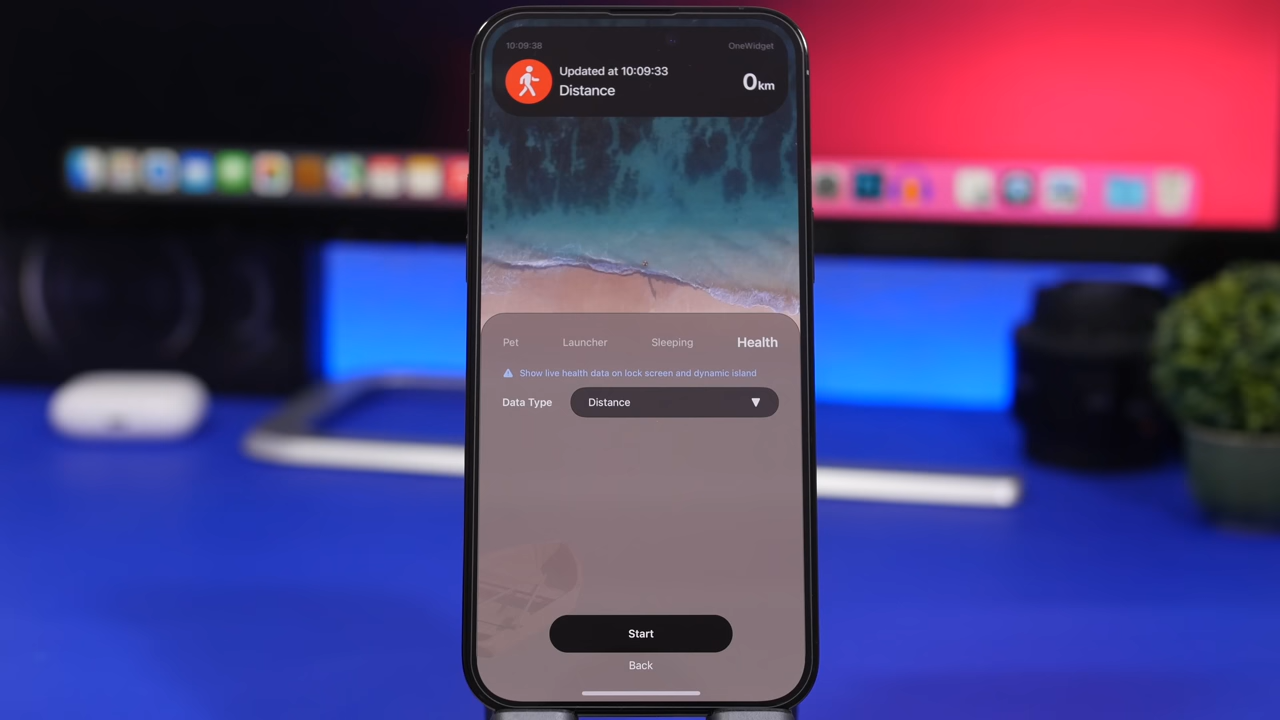 10:09:38 OneWidget
Updated at 10:09:33
Distance
0km
Pet Launcher Sleeping Health
Show live health data on lock screen and dynamic island
Data Type Distance
Start
Back